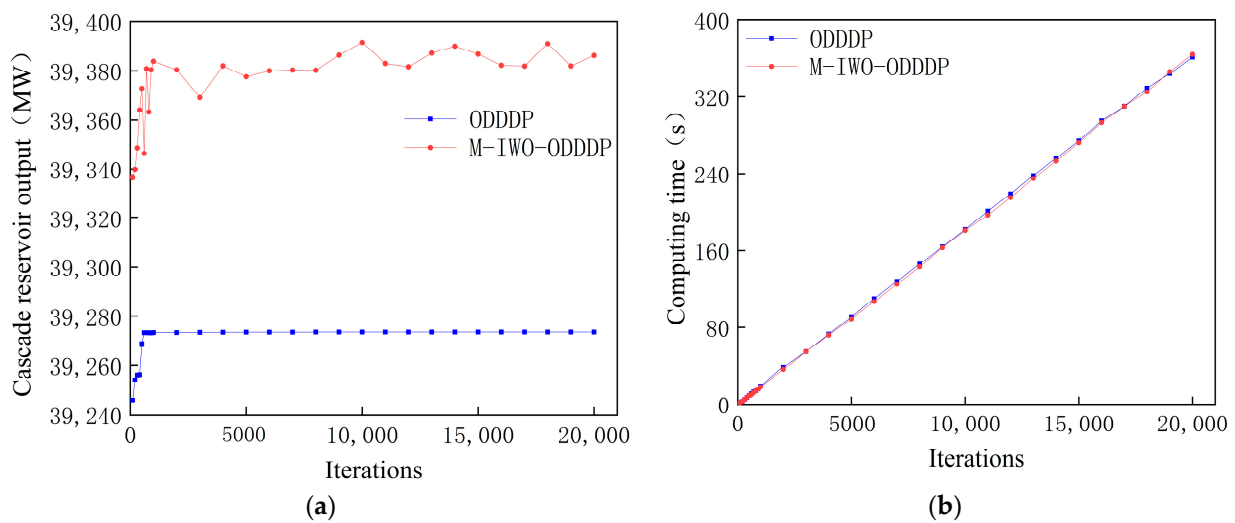 39,400
39,380
39,360
39,340
39,320
39,300
39,280
39,260
39,240
Cascade reservoir output（MW）
ODDDP
M-IWO-ODDDP
0
5000
10,000
15,000
20,000
Iterations
(a)
400
320
240
160
80
0
Computing time（s）
ODDDP
M-IWO-ODDDP
0
5000
10,000
15,000
20,000
Iterations
(b)